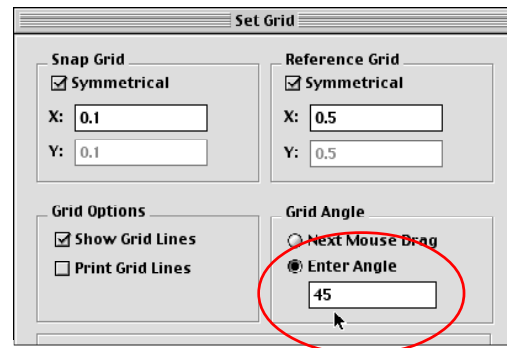 Set Grid
Snap Grid
Symmetrical
X: 0.1
Y: 0.1
Reference Grid
Symmetrical
X: 0.5
Y: 0.5
Grid Options
Show Grid Lines
Print Grid Lines
Grid Angle
Next Mouse Drag
Enter Angle
45